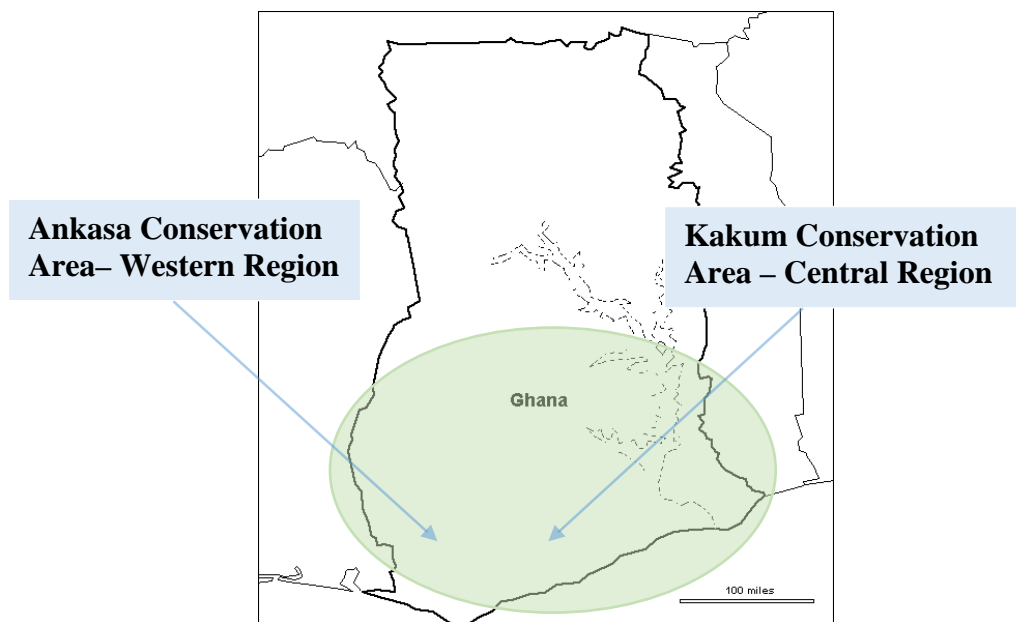 Ankasa Conservation
Area– Western Region
Kakum Conservation
Area – Central Region
Ghana
100 miles